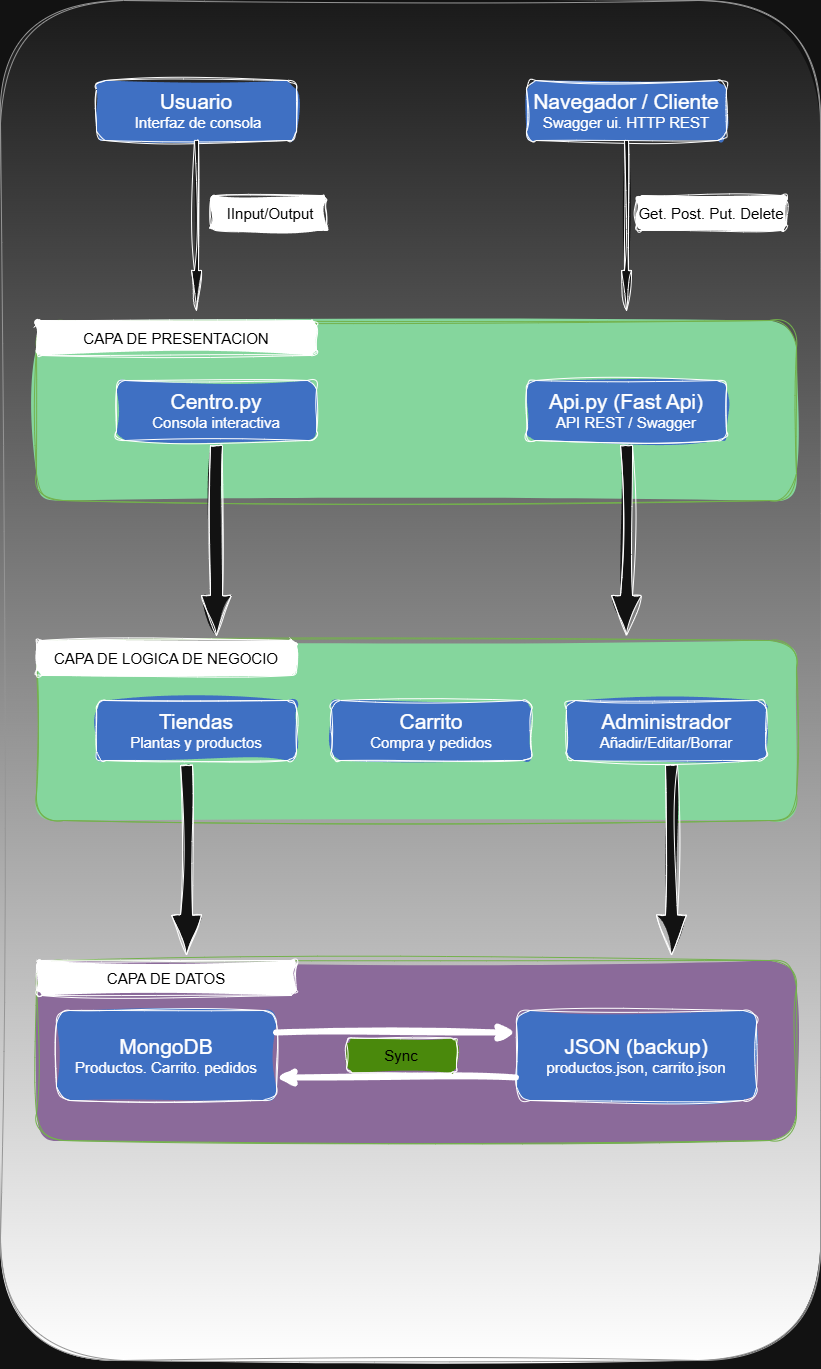 Usuario
Interfaz de consola
Navegador / Cliente
Swagger ui. HTTP REST
IInput/Output
Get. Post. Put. Delete
CAPA DE PRESENTACION
Centro.py
Consola interactiva
Api.py (Fast Api)
API REST / Swagger
CAPA DE LOGICA DE NEGOCIO
Tiendas
Plantas y productos
Carrito
Compra y pedidos
Administrador
Añadir/Editar/Borrar
CAPA DE DATOS
MongoDB
Productos. Carrito. pedidos
Sync
JSON (backup)
productos.json, carrito.json